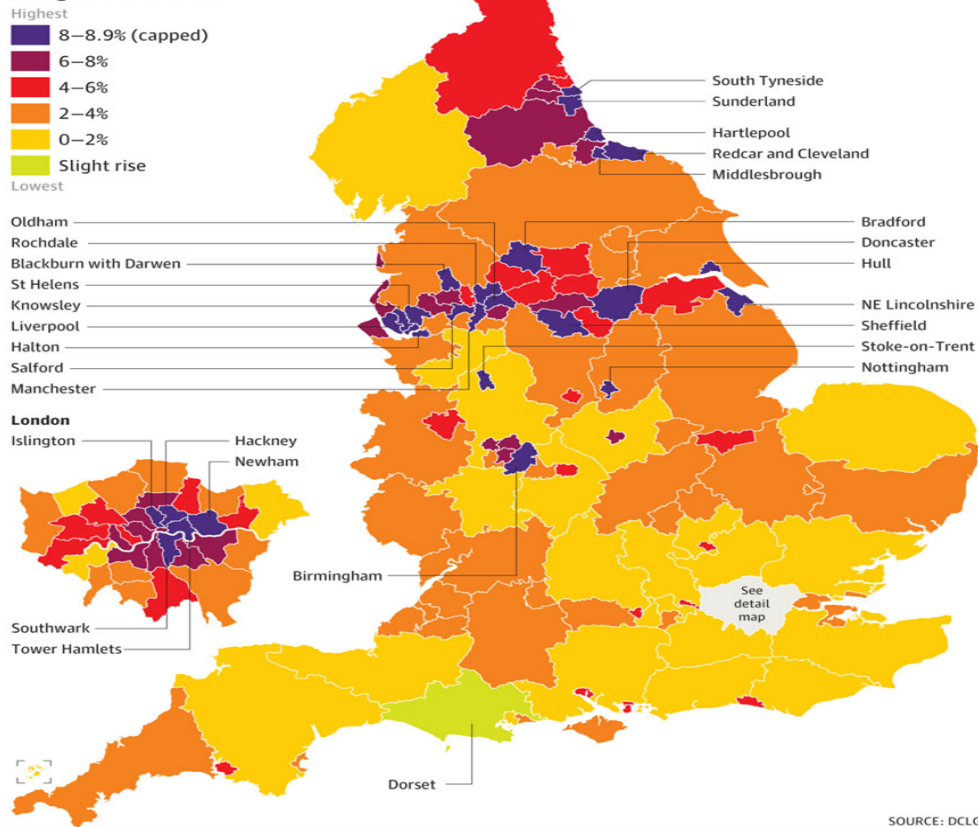 Highest
8–8.9% (capped)
6–8%
4–6%
2–4%
0–2%
Slight rise
Lowest
South Tyneside
Sunderland
Hartlepool
Redcar and Cleveland
Middlesbrough
Oldham
Rochdale
Blackburn with Darwen
St Helens
Knowsley
Liverpool
Halton
Salford
Manchester
Bradford
Doncaster
Hull
NE Lincolnshire
Sheffield
Stoke-on-Trent
Nottingham
London
Islington
Hackney
Newham
Southwark
Tower Hamlets
Birmingham
See
detail
map
Dorset
SOURCE: DCLG